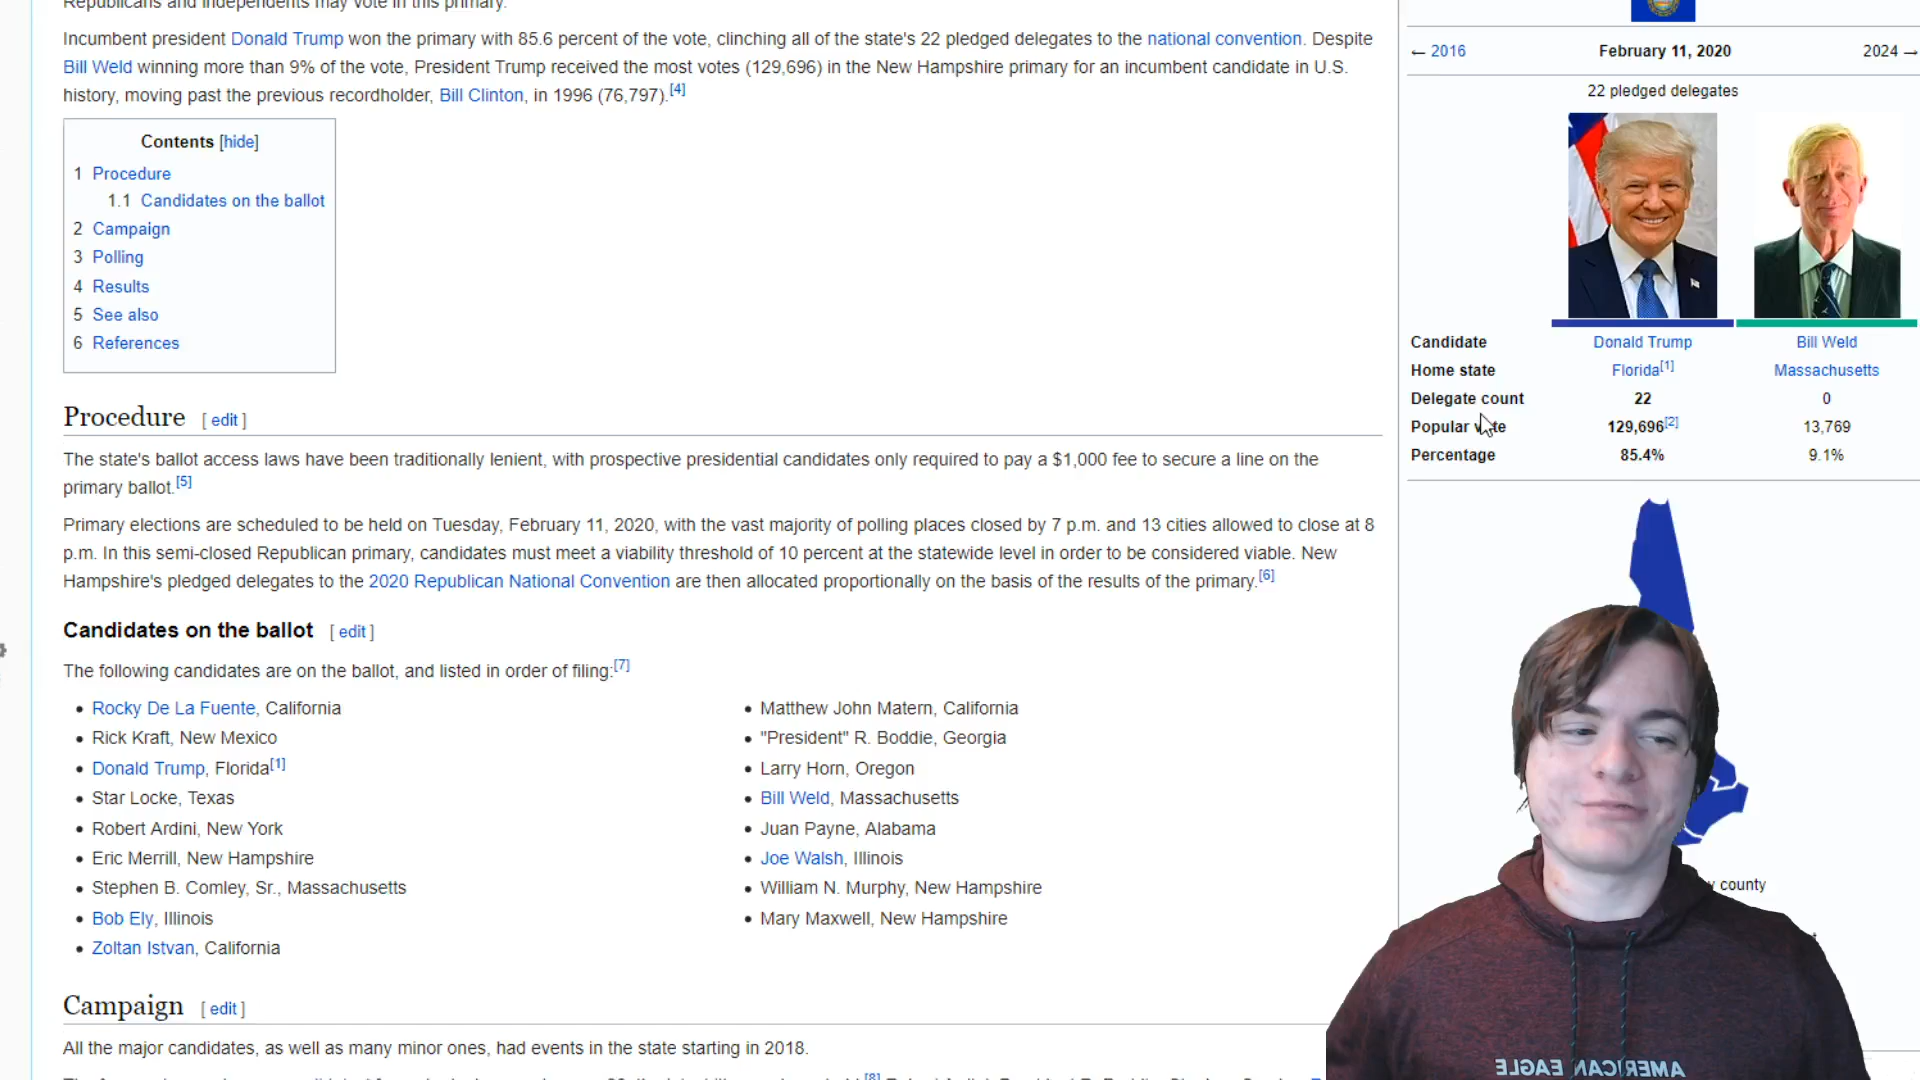 Republicans and independents may vote in this primary.
Incumbent president Donald Trump won the primary with 85.6 percent of the vote, clinching all of the state's 22 pledged delegates to the national convention. Despite
Bill Weld winning more than 9% of the vote, President Trump received the most votes (129,696) in the New Hampshire primary for an incumbent candidate in U.S.
history, moving past the previous recordholder, Bill Clinton, in 1996 (76,797).[4]
Contents [hide]
1 Procedure
1.1 Candidates on the ballot
2 Campaign
3 Polling
4 Results
5 See also
6 References
Procedure [ edit ]
The state's ballot access laws have been traditionally lenient, with prospective presidential candidates only required to pay a $1,000 fee to secure a line on the
primary ballot.[5]
Primary elections are scheduled to be held on Tuesday, February 11, 2020, with the vast majority of polling places closed by 7 p.m. and 13 cities allowed to close at 8
p.m. In this semi-closed Republican primary, candidates must meet a viability threshold of 10 percent at the statewide level in order to be considered viable. New
Hampshire's pledged delegates to the 2020 Republican National Convention are then allocated proportionally on the basis of the results of the primary.[6]
Candidates on the ballot [ edit ]
The following candidates are on the ballot, and listed in order of filing:[7]
• Rocky De La Fuente, California
• Rick Kraft, New Mexico
• Donald Trump, Florida[1]
• Star Locke, Texas
• Robert Ardini, New York
• Eric Merrill, New Hampshire
• Stephen B. Comley, Sr., Massachusetts
• Bob Ely, Illinois
• Zoltan Istvan, California
• Matthew John Matern, California
• "President" R. Boddie, Georgia
• Larry Horn, Oregon
• Bill Weld, Massachusetts
• Juan Payne, Alabama
• Joe Walsh, Illinois
• William N. Murphy, New Hampshire
• Mary Maxwell, New Hampshire
Campaign [ edit ]
All the major candidates, as well as many minor ones, had events in the state starting in 2018.
[8]
← 2016 February 11, 2020 2024 →
22 pledged delegates
Candidate Donald Trump Bill Weld
Home state Florida[1] Massachusetts
Delegate count 22 0
Popular vote 129,696[2] 13,769
Percentage 85.4% 9.1%
county
AMERICAN EAGLE